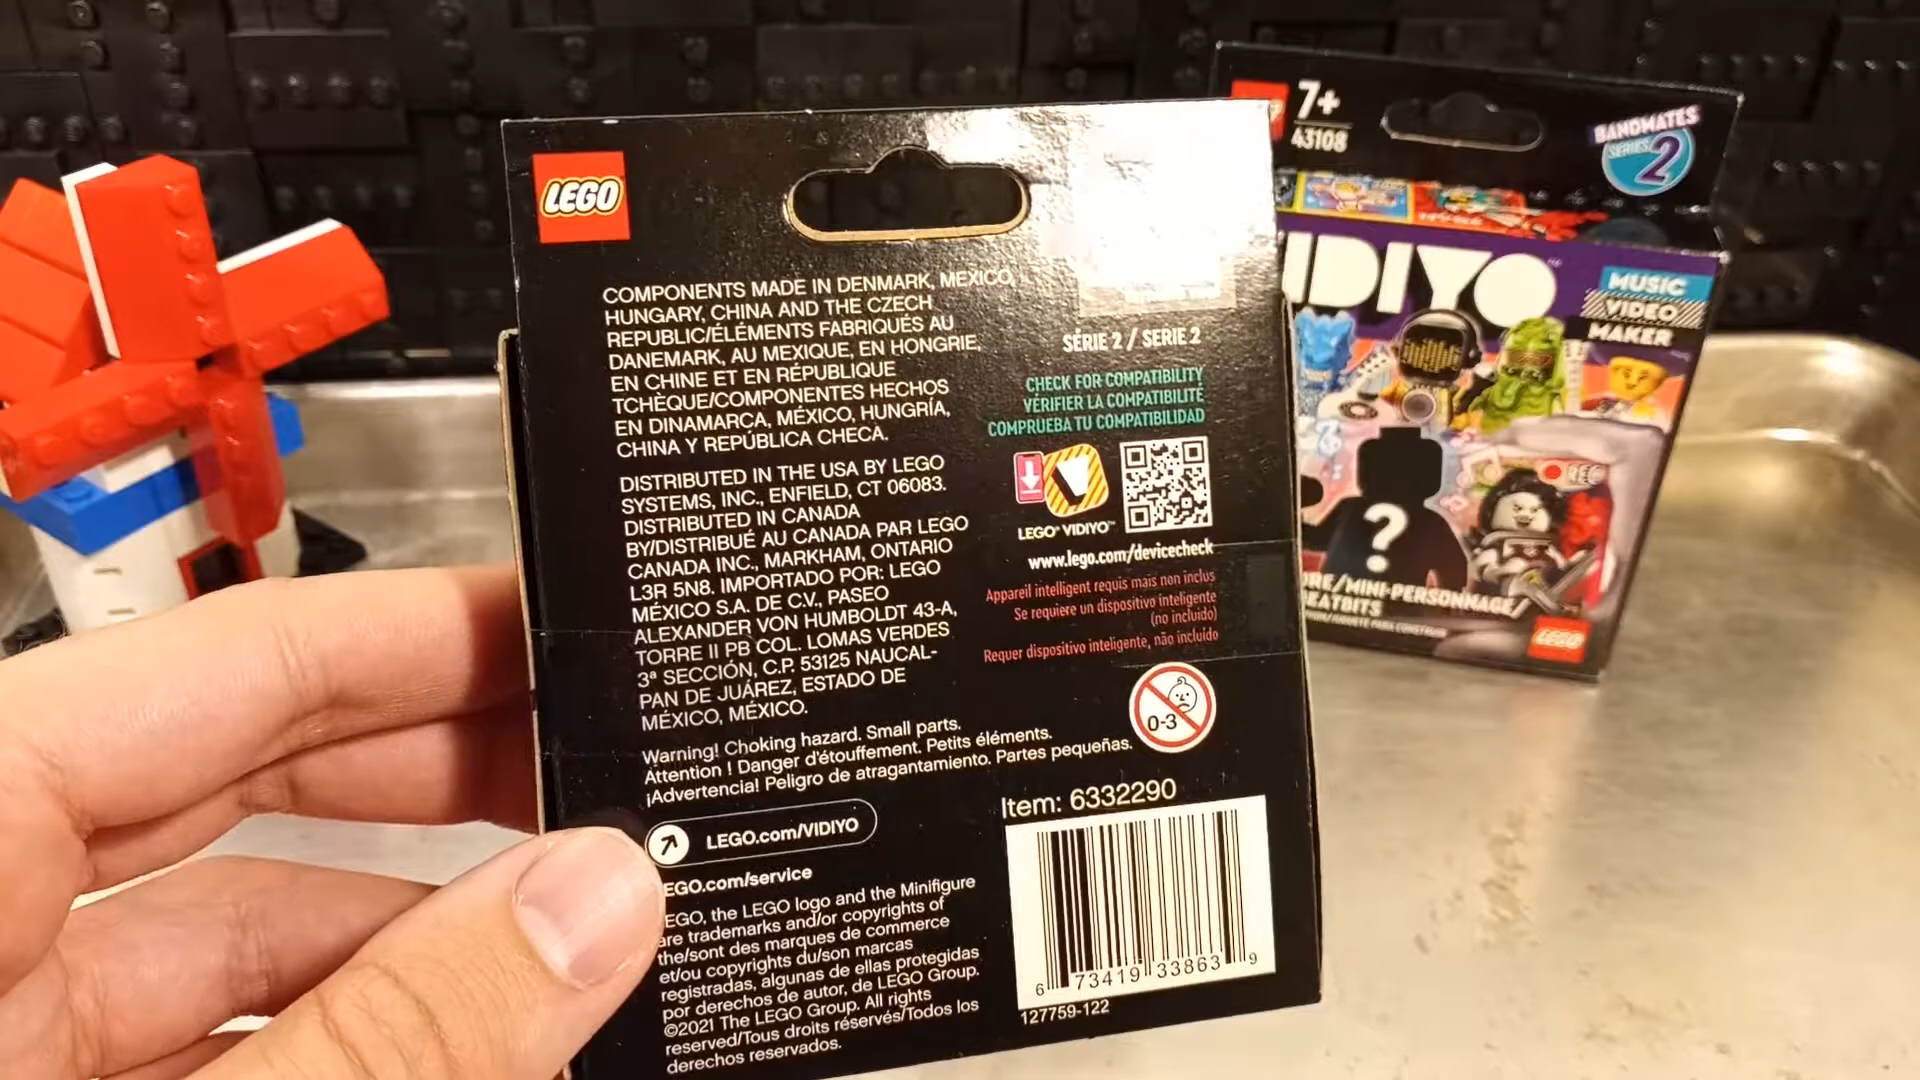 LEGO
COMPONENTS MADE IN DENMARK, MEXICO,
HUNGARY, CHINA AND THE CZECH
REPUBLIC/ÉLÉMENTS FABRIQUÉS AU
DANEMARK, AU MEXIQUE, EN HONGRIE,
EN CHINE ET EN RÉPUBLIQUE
TCHÈQUE/COMPONENTES HECHOS
EN DINAMARCA, MÉXICO, HUNGRÍA,
CHINA Y REPÚBLICA CHECA.
DISTRIBUTED IN THE USA BY LEGO
SYSTEMS, INC., ENFIELD, CT 06083.
DISTRIBUTED IN CANADA
BY/DISTRIBUÉ AU CANADA PAR LEGO
CANADA INC., MARKHAM, ONTARIO
L3R 5N8. IMPORTADO POR: LEGO
MÉXICO S.A. DE C.V., PASEO
ALEXANDER VON HUMBOLDT 43-A,
TORRE II PB COL. LOMAS VERDES
3ª SECCIÓN, C.P. 53125 NAUCAL-
PAN DE JUÁREZ, ESTADO DE
MÉXICO, MÉXICO.
SÉRIE 2 / SERIE 2
CHECK FOR COMPATIBILITY
VÉRIFIER LA COMPATIBILITÉ
COMPRUEBA TU COMPATIBILIDAD
LEGO® VIDIYO™
www.lego.com/devicecheck
Appareil intelligent requis mais non inclus
Se requiere un dispositivo inteligente
(no incluido)
Requer dispositivo inteligente, não incluído
0-3
Warning! Choking hazard. Small parts.
Attention ! Danger d'étouffement. Petits éléments.
¡Advertencia! Peligro de atragantamiento. Partes pequeñas.
LEGO.com/VIDIYO
EGO.com/service
EGO, the LEGO logo and the Minifigure
are trademarks and/or copyrights of
the/sont des marques de commerce
et/ou copyrights du/son marcas
registradas, algunas de ellas protegidas
por derechos de autor, de LEGO Group.
©2021 The LEGO Group. All rights
reserved/Tous droits réservés/Todos los
derechos reservados.
Item: 6332290
6 73419 33863 9
127759-122
7+
43108
BANDMATES
SERIES 2
IDIYO™
MUSIC
VIDEO
MAKER
REC
?
RE/MINI-PERSONNAGE/
EATBITS
LEGO